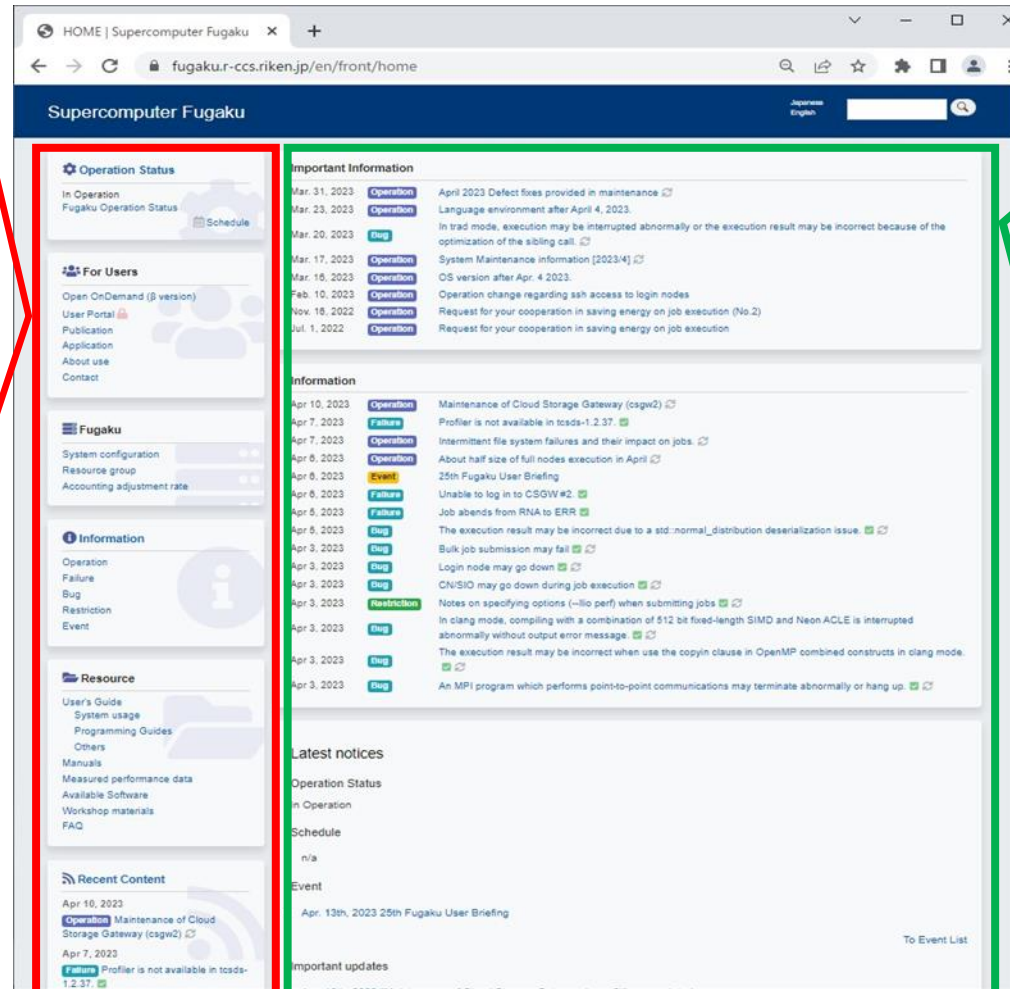 HOME | Supercomputer Fugaku
fugaku.r-ccs.riken.jp/en/front/home
Supercomputer Fugaku
Japanese
English
Operation Status
In Operation
Fugaku Operation Status
Schedule
For Users
Open OnDemand (β version)
User Portal
Publication
Application
About use
Contact
Fugaku
System configuration
Resource group
Accounting adjustment rate
Information
Operation
Failure
Bug
Restriction
Event
Resource
User's Guide
System usage
Programming Guides
Others
Manuals
Measured performance data
Available Software
Workshop materials
FAQ
Recent Content
Apr 10, 2023
Operation Maintenance of Cloud
Storage Gateway (csgw2)
Apr 7, 2023
Failure Profiler is not available in tcsds-
1.2.37.
Important Information
Mar. 31, 2023 Operation April 2023 Defect fixes provided in maintenance
Mar. 23, 2023 Operation Language environment after April 4, 2023.
Mar. 20, 2023 Bug In trad mode, execution may be interrupted abnormally or the execution result may be incorrect because of the
optimization of the sibling call.
Mar. 17, 2023 Operation System Maintenance information [2023/4]
Mar. 16, 2023 Operation OS version after Apr. 4 2023.
Feb. 10, 2023 Operation Operation change regarding ssh access to login nodes
Nov. 16, 2022 Operation Request for your cooperation in saving energy on job execution (No.2)
Jul. 1, 2022 Operation Request for your cooperation in saving energy on job execution
Information
Apr 10, 2023 Operation Maintenance of Cloud Storage Gateway (csgw2)
Apr 7, 2023 Failure Profiler is not available in tcsds-1.2.37.
Apr 7, 2023 Operation Intermittent file system failures and their impact on jobs.
Apr 6, 2023 Operation About half size of full nodes execution in April
Apr 6, 2023 Event 25th Fugaku User Briefing
Apr 6, 2023 Failure Unable to log in to CSGW #2.
Apr 5, 2023 Failure Job abends from RNA to ERR
Apr 5, 2023 Bug The execution result may be incorrect due to a std::normal_distribution deserialization issue.
Apr 3, 2023 Bug Bulk job submission may fail
Apr 3, 2023 Bug Login node may go down
Apr 3, 2023 Bug CN/SIO may go down during job execution
Apr 3, 2023 Restriction Notes on specifying options (--llio perf) when submitting jobs
Apr 3, 2023 Bug In clang mode, compiling with a combination of 512 bit fixed-length SIMD and Neon ACLE is interrupted
abnormally without output error message.
Apr 3, 2023 Bug The execution result may be incorrect when use the copyin clause in OpenMP combined constructs in clang mode.
Apr 3, 2023 Bug An MPI program which performs point-to-point communications may terminate abnormally or hang up.
Latest notices
Operation Status
In Operation
Schedule
n/a
Event
Apr. 13th, 2023 25th Fugaku User Briefing
To Event List
Important updates